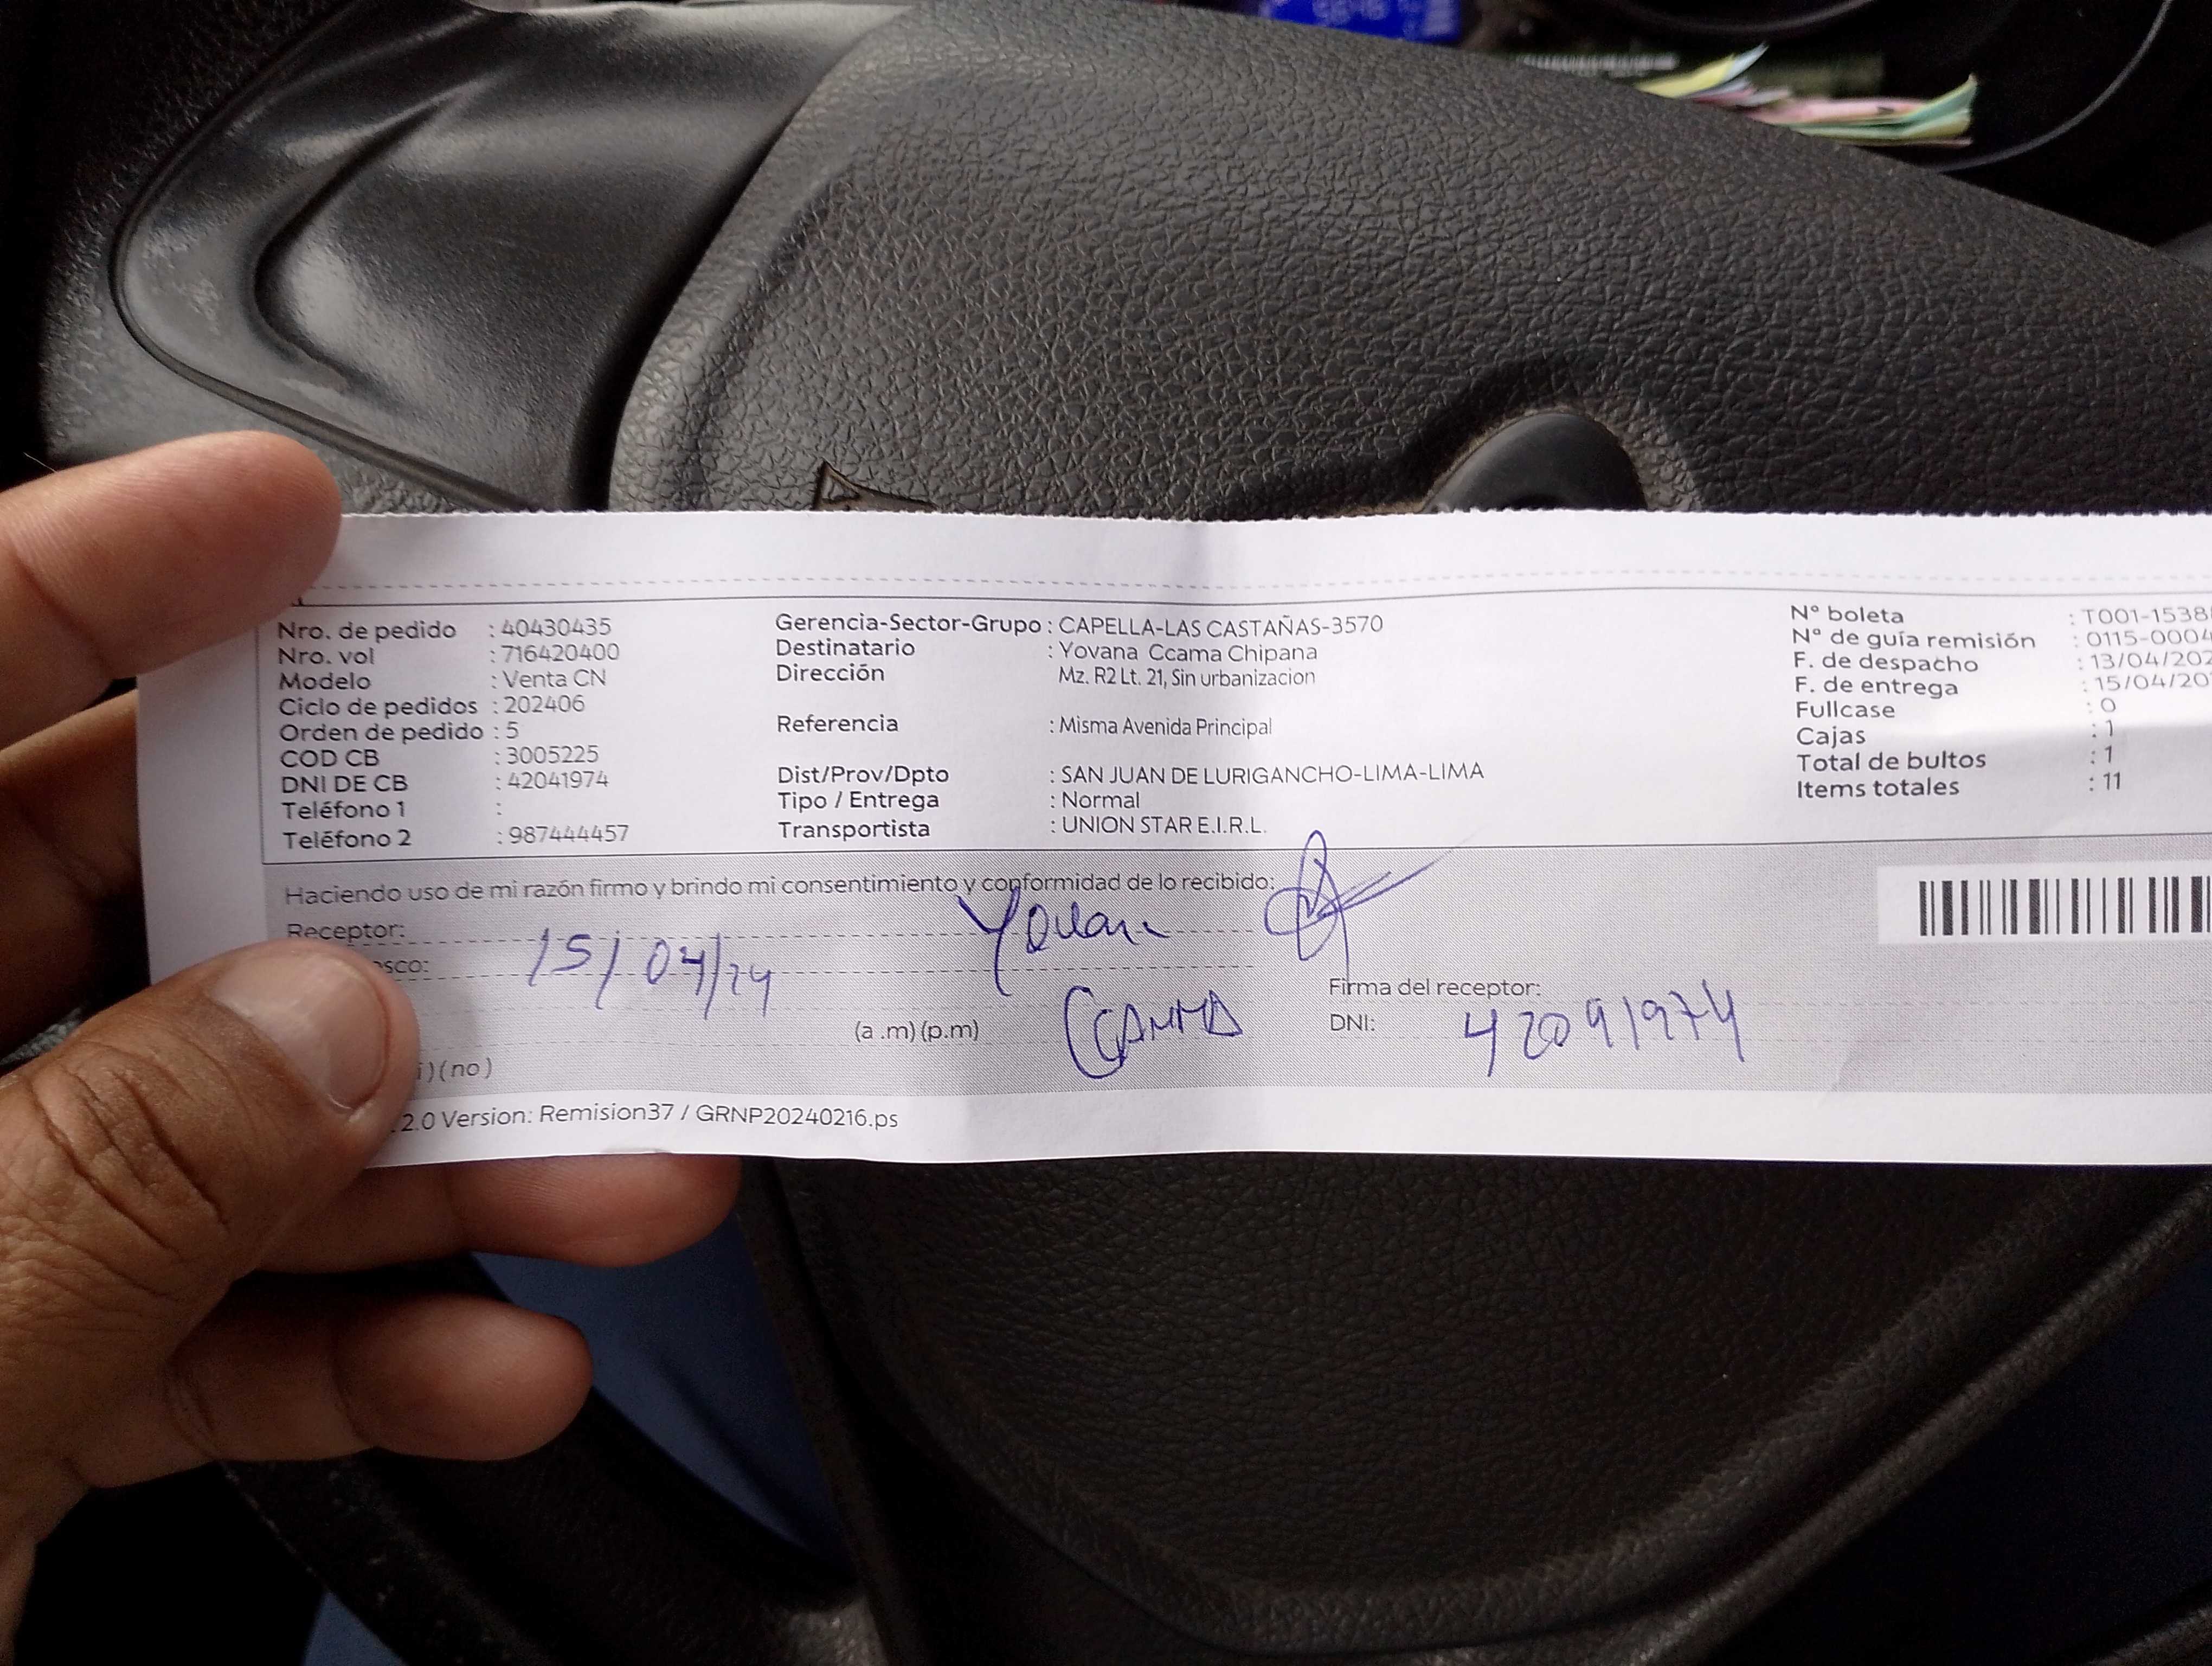 Nro. de pedido : 40430435
Nro. vol : 716420400
Modelo : Venta CN
Ciclo de pedidos : 202406
Orden de pedido : 5
COD CB : 3005225
DNI DE CB : 42041974
Teléfono 1 :
Teléfono 2 : 987444457
Gerencia-Sector-Grupo : CAPELLA-LAS CASTAÑAS-3570
Destinatario : Yovana Ccama Chipana
Dirección Mz. R2 Lt. 21, Sin urbanizacion
Referencia : Misma Avenida Principal
Dist/Prov/Dpto : SAN JUAN DE LURIGANCHO-LIMA-LIMA
Tipo / Entrega : Normal
Transportista : UNION STAR E.I.R.L.
N° boleta : T001-1538
N° de guía remisión : 0115-0004
F. de despacho : 13/04/202
F. de entrega : 15/04/20
Fullcase : 0
Cajas : 1
Total de bultos : 1
Items totales : 11
Haciendo uso de mi razón firmo y brindo mi consentimiento y conformidad de lo recibido:
Receptor: Yovana
osco: 15/04/24
Firma del receptor:
(a .m) (p.m) CCAMA DNI: 42041974
i) (no)
.2.0 Version: Remision37 / GRNP20240216.ps